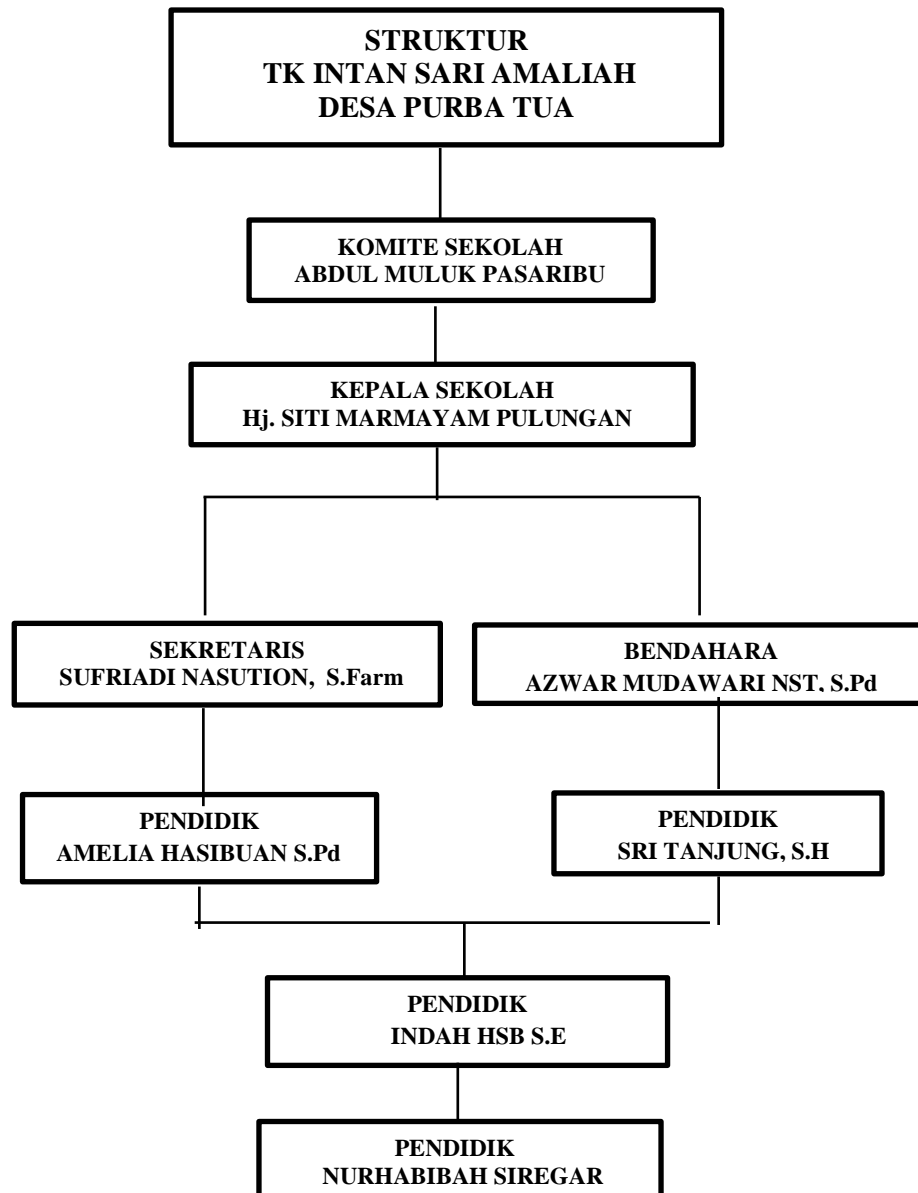 STRUKTUR
TK INTAN SARI AMALIAH
DESA PURBA TUA
KOMITE SEKOLAH
ABDUL MULUK PASARIBU
KEPALA SEKOLAH
Hj. SITI MARMAYAM PULUNGAN
SEKRETARIS
SUFRIADI NASUTION, S.Farm
BENDAHARA
AZWAR MUDAWARI NST, S.Pd
PENDIDIK
AMELIA HASIBUAN S.Pd
PENDIDIK
SRI TANJUNG, S.H
PENDIDIK
INDAH HSB S.E
PENDIDIK
NURHABIBAH SIREGAR